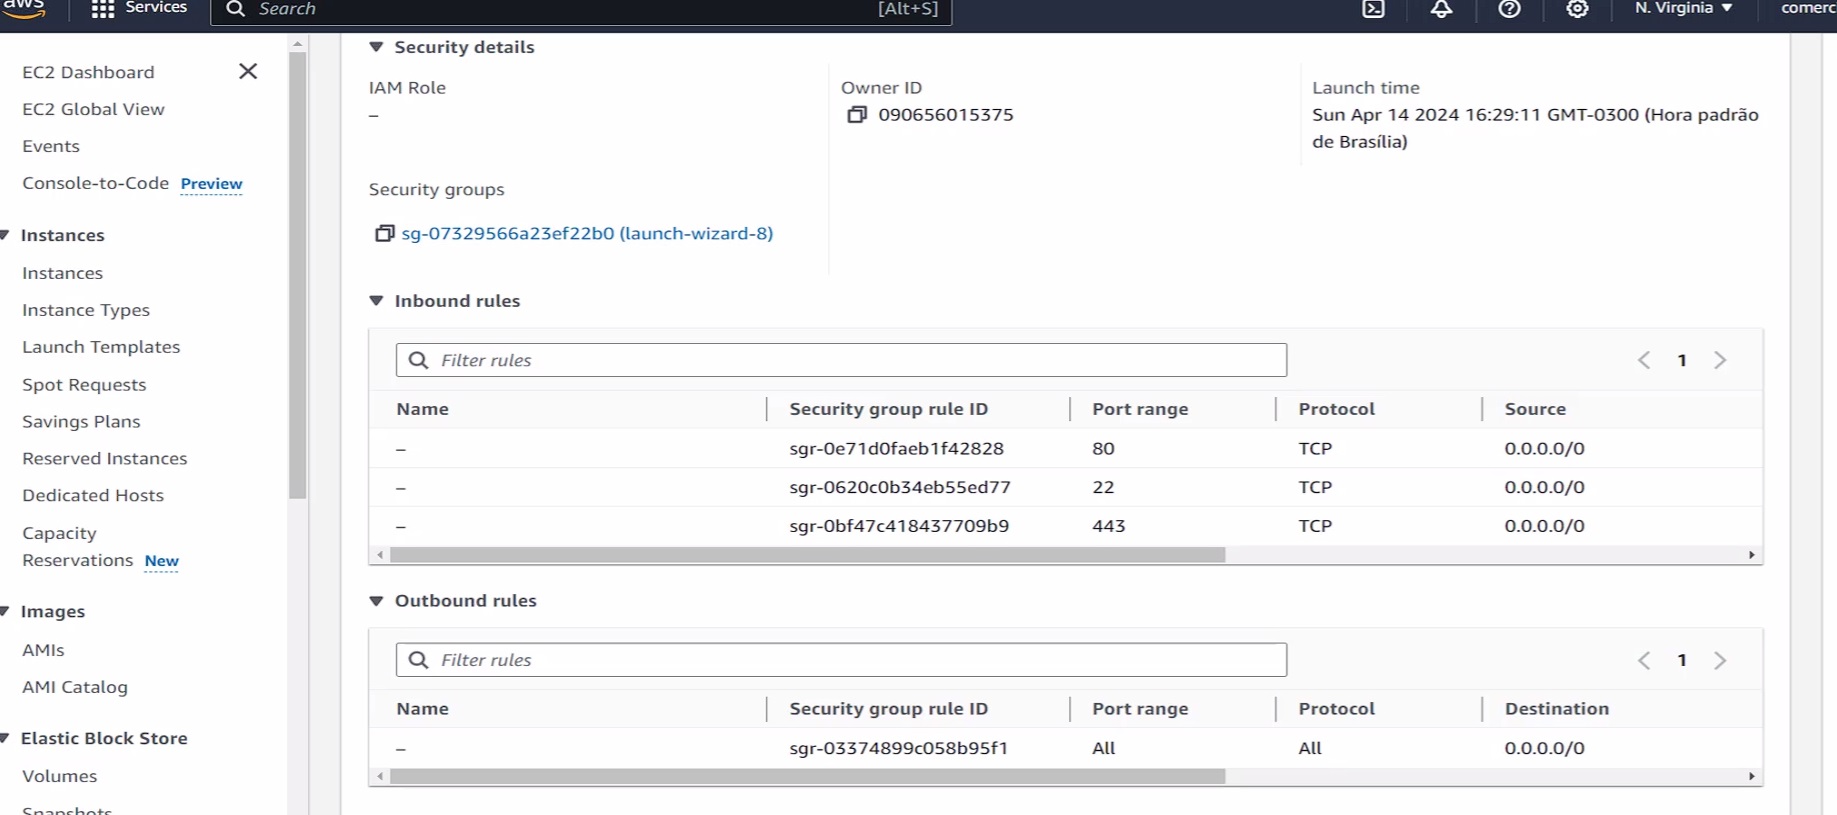 aws
Services
Search
[Alt+S]
N. Virginia
comerc
EC2 Dashboard
EC2 Global View
Events
Console-to-Code Preview
Instances
Instances
Instance Types
Launch Templates
Spot Requests
Savings Plans
Reserved Instances
Dedicated Hosts
Capacity
Reservations New
Images
AMIs
AMI Catalog
Elastic Block Store
Volumes
Snapshots
Security details
IAM Role
–
Owner ID
090656015375
Launch time
Sun Apr 14 2024 16:29:11 GMT-0300 (Hora padrão
de Brasília)
Security groups
sg-07329566a23ef22b0 (launch-wizard-8)
Inbound rules
Filter rules
1
Name Security group rule ID Port range Protocol Source
– sgr-0e71d0faeb1f42828 80 TCP 0.0.0.0/0
– sgr-0620c0b34eb55ed77 22 TCP 0.0.0.0/0
– sgr-0bf47c418437709b9 443 TCP 0.0.0.0/0
Outbound rules
Filter rules
1
Name Security group rule ID Port range Protocol Destination
– sgr-03374899c058b95f1 All All 0.0.0.0/0